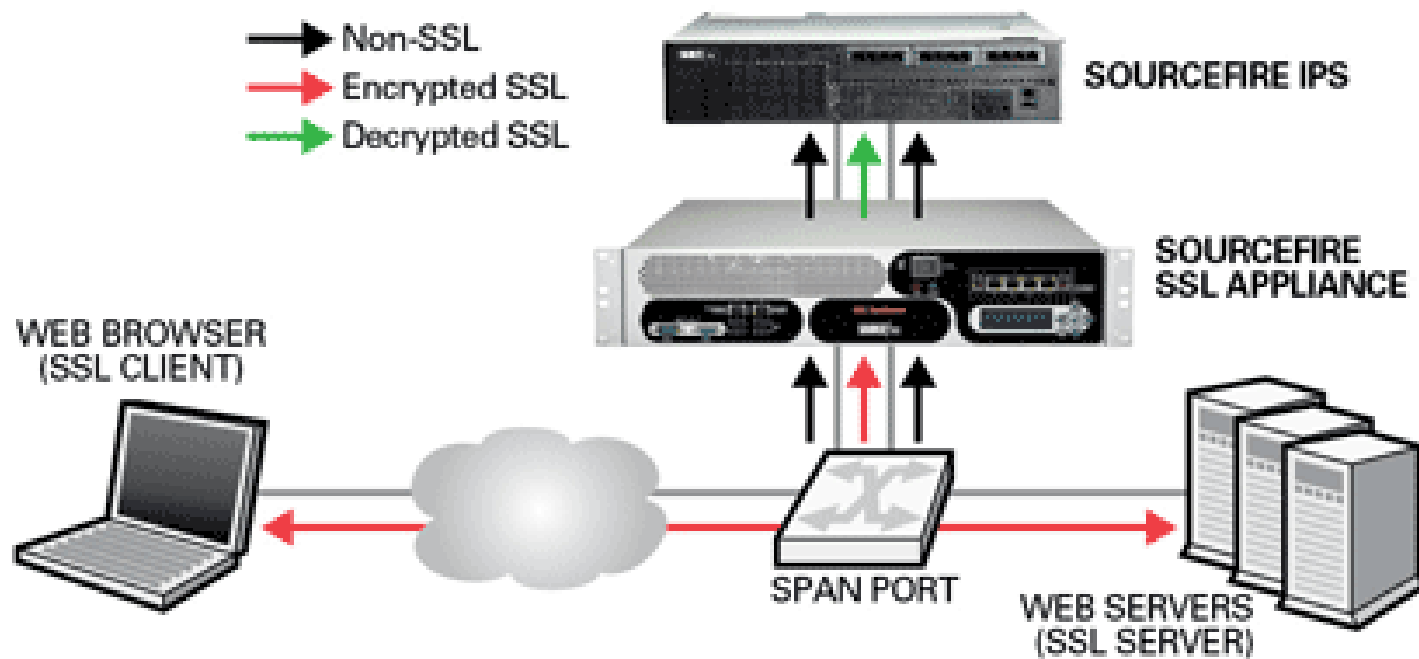 Non-SSL
Encrypted SSL
Decrypted SSL
SOURCEFIRE IPS
SOURCEFIRE
SSL APPLIANCE
WEB BROWSER
(SSL CLIENT)
SPAN PORT
WEB SERVERS
(SSL SERVER)